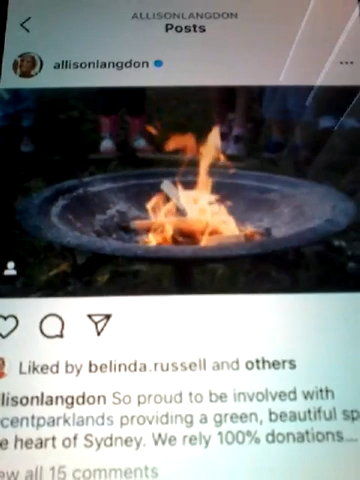 ALLISONLANGDON
Posts
allisonlangdon
Liked by belinda.russell and others
lisonlangdon So proud to be involved with
centparklands providing a green, beautiful sp
e heart of Sydney. We rely 100% donations...
ew all 15 comments